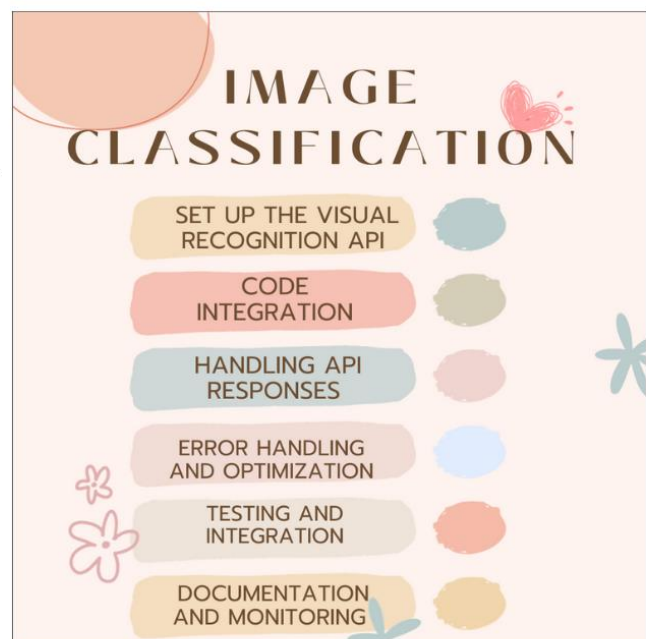 IMAGE
CLASSIFICATION
SET UP THE VISUAL
RECOGNITION API
CODE
INTEGRATION
HANDLING API
RESPONSES
ERROR HANDLING
AND OPTIMIZATION
TESTING AND
INTEGRATION
DOCUMENTATION
AND MONITORING